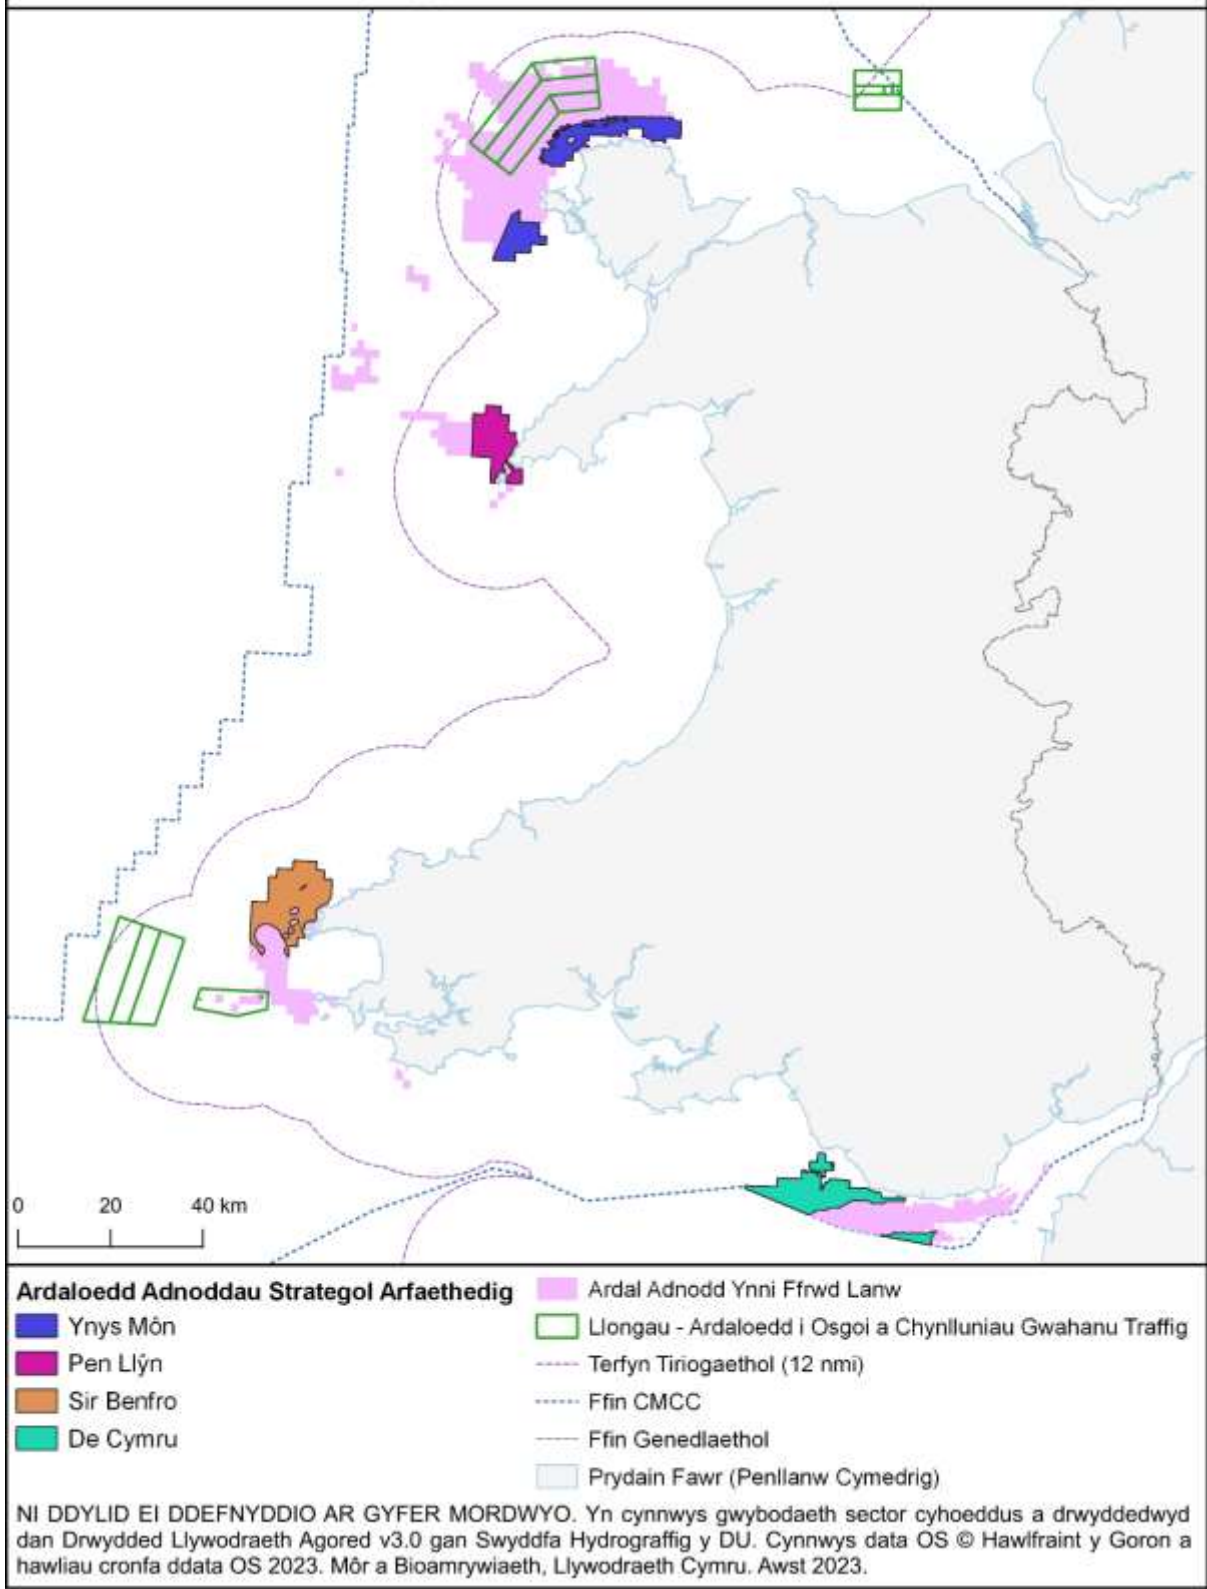 0 20 40 km
Ardaloedd Adnoddau Strategol Arfaethedig
Ynys Môn
Pen Llŷn
Sir Benfro
De Cymru
Ardal Adnodd Ynni Ffrwd Lanw
Llongau - Ardaloedd i Osgoi a Chynlluniau Gwahanu Traffig
Terfyn Tiriogaethol (12 nmi)
Ffin CMCC
Ffin Genedlaethol
Prydain Fawr (Penllanw Cymedrig)
NI DDYLID EI DDEFNYDDIO AR GYFER MORDWYO. Yn cynnwys gwybodaeth sector cyhoeddus a drwyddedwyd
dan Drwydded Llywodraeth Agored v3.0 gan Swyddfa Hydrograffig y DU. Cynnwys data OS © Hawlfraint y Goron a
hawliau cronfa ddata OS 2023. Môr a Bioamrywiaeth, Llywodraeth Cymru. Awst 2023.